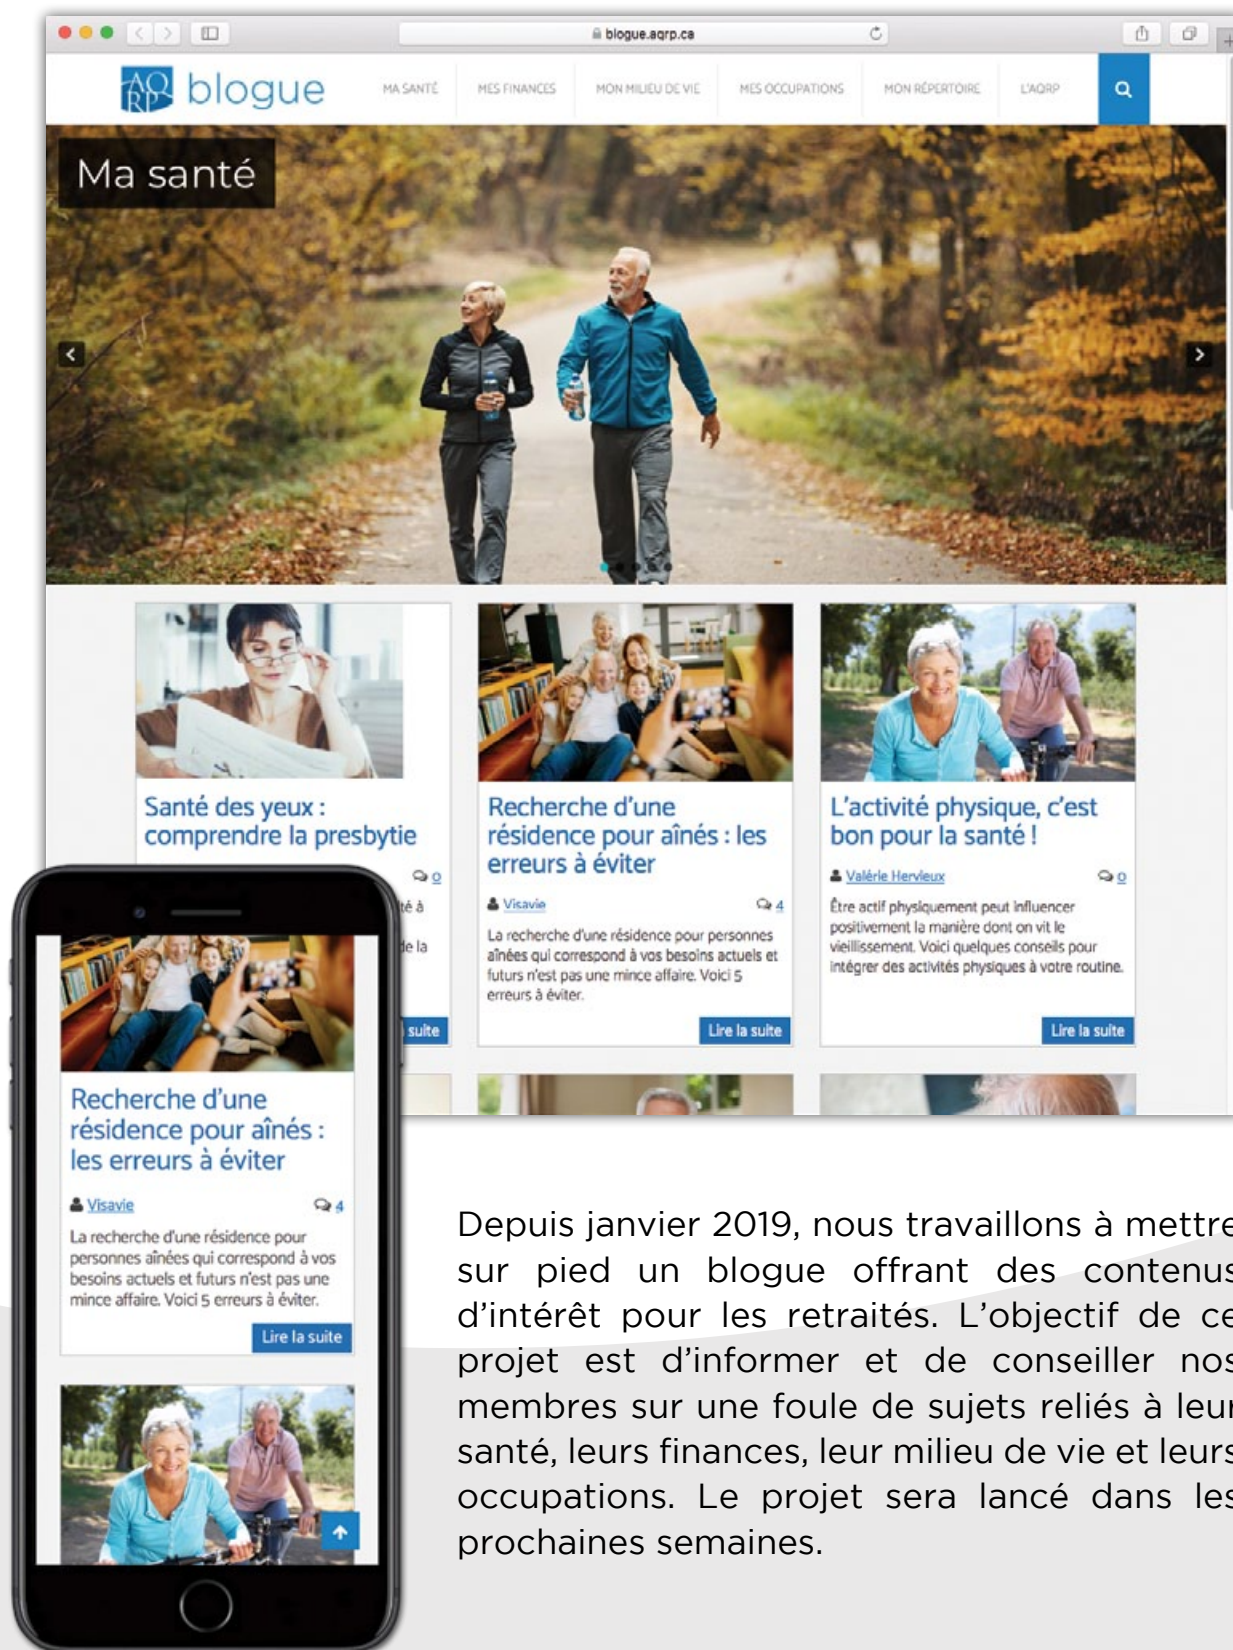 blogue.aqrp.ca
AQRP blogue
MA SANTÉ
MES FINANCES
MON MILIEU DE VIE
MES OCCUPATIONS
MON RÉPERTOIRE
L'AQRP
Ma santé
Santé des yeux :
comprendre la presbytie
0
té à
de la
suite
Recherche d'une
résidence pour aînés : les
erreurs à éviter
Visavie
4
La recherche d'une résidence pour personnes
aînées qui correspond à vos besoins actuels et
futurs n'est pas une mince affaire. Voici 5
erreurs à éviter.
Lire la suite
L'activité physique, c'est
bon pour la santé !
Valérie Hervieux
0
Être actif physiquement peut influencer
positivement la manière dont on vit le
vieillissement. Voici quelques conseils pour
intégrer des activités physiques à votre routine.
Lire la suite
Recherche d'une
résidence pour aînés :
les erreurs à éviter
Visavie
4
La recherche d'une résidence pour
personnes aînées qui correspond à vos
besoins actuels et futurs n'est pas une
mince affaire. Voici 5 erreurs à éviter.
Lire la suite
Depuis janvier 2019, nous travaillons à mettre
sur pied un blogue offrant des contenus
d'intérêt pour les retraités. L'objectif de ce
projet est d'informer et de conseiller nos
membres sur une foule de sujets reliés à leur
santé, leurs finances, leur milieu de vie et leurs
occupations. Le projet sera lancé dans les
prochaines semaines.